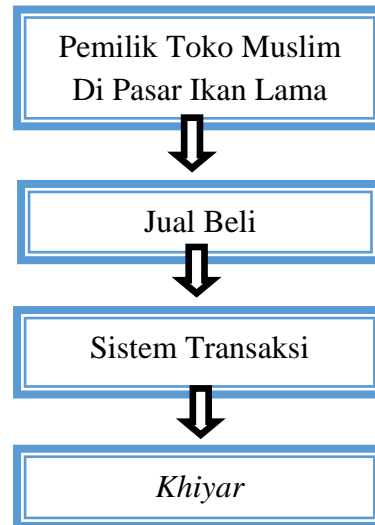 Pemilik Toko Muslim
Di Pasar Ikan Lama
Jual Beli
Sistem Transaksi
Khiyar